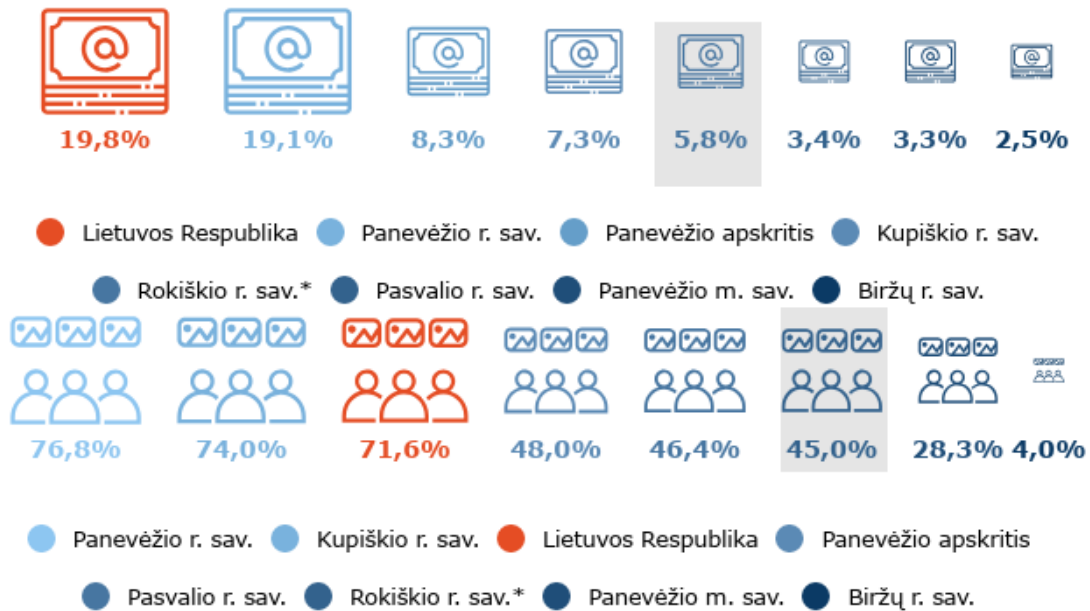 19,8% 19,1% 8,3% 7,3% 5,8% 3,4% 3,3% 2,5%
Lietuvos Respublika Panevėžio r. sav. Panevėžio apskritis Kupiškio r. sav.
Rokiškio r. sav.* Pasvalio r. sav. Panevėžio m. sav. Biržų r. sav.
76,8% 74,0% 71,6% 48,0% 46,4% 45,0% 28,3% 4,0%
Panevėžio r. sav. Kupiškio r. sav. Lietuvos Respublika Panevėžio apskritis
Pasvalio r. sav. Rokiškio r. sav.* Panevėžio m. sav. Biržų r. sav.